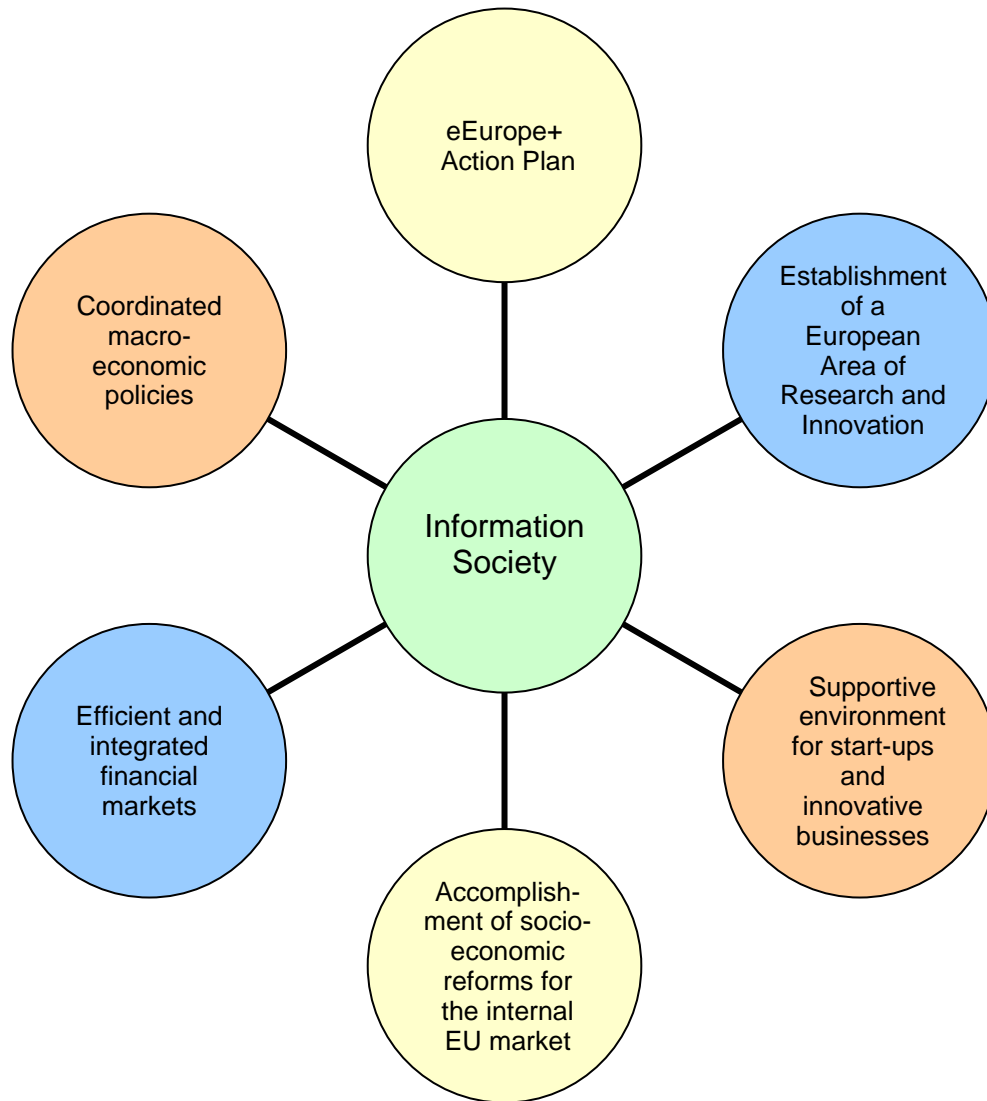 eEurope+
Action Plan
Coordinated
macro-
economic
policies
Establishment
of a
European
Area of
Research and
Innovation
Information
Society
Efficient and
integrated
financial
markets
Supportive
environment
for start-ups
and
innovative
businesses
Accomplish-
ment of socio-
economic
reforms for
the internal
EU market